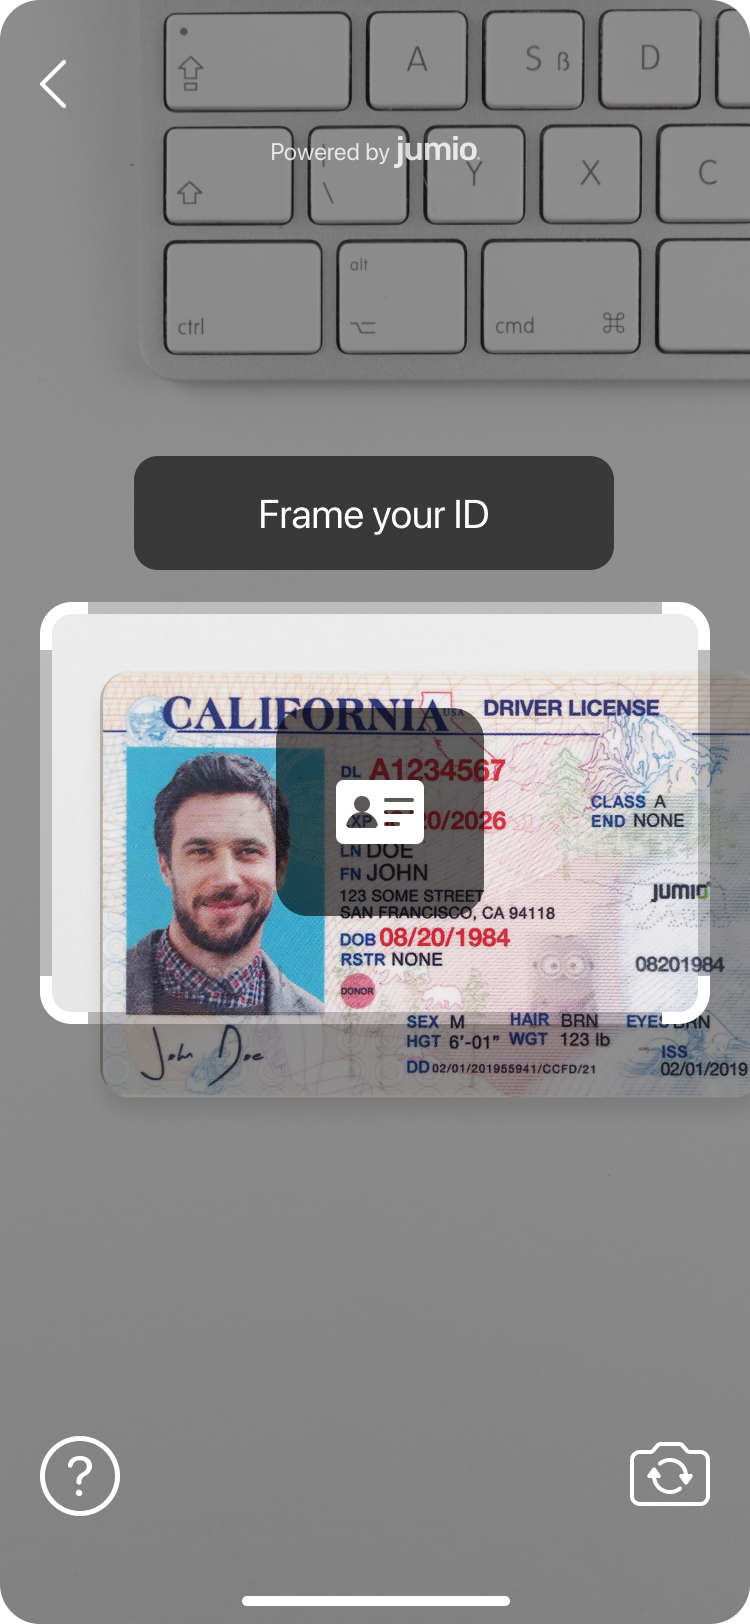 A
S ß
D
Powered by jumio
\
Y
X
C
alt
ctrl
cmd ⌘
Frame your ID
CALIFORNIA USA DRIVER LICENSE
DL A1234567
20/2026
CLASS A
END NONE
LN DOE
FN JOHN
123 SOME STREET
SAN FRANCISCO, CA 94118
jumio
DOB 08/20/1984
RSTR NONE
08201984
DONOR
SEX M HAIR BRN EYES BRN
HGT 6'-01" WGT 123 lb
ISS
DD 02/01/201955941/CCFD/21 02/01/2019
John Doe